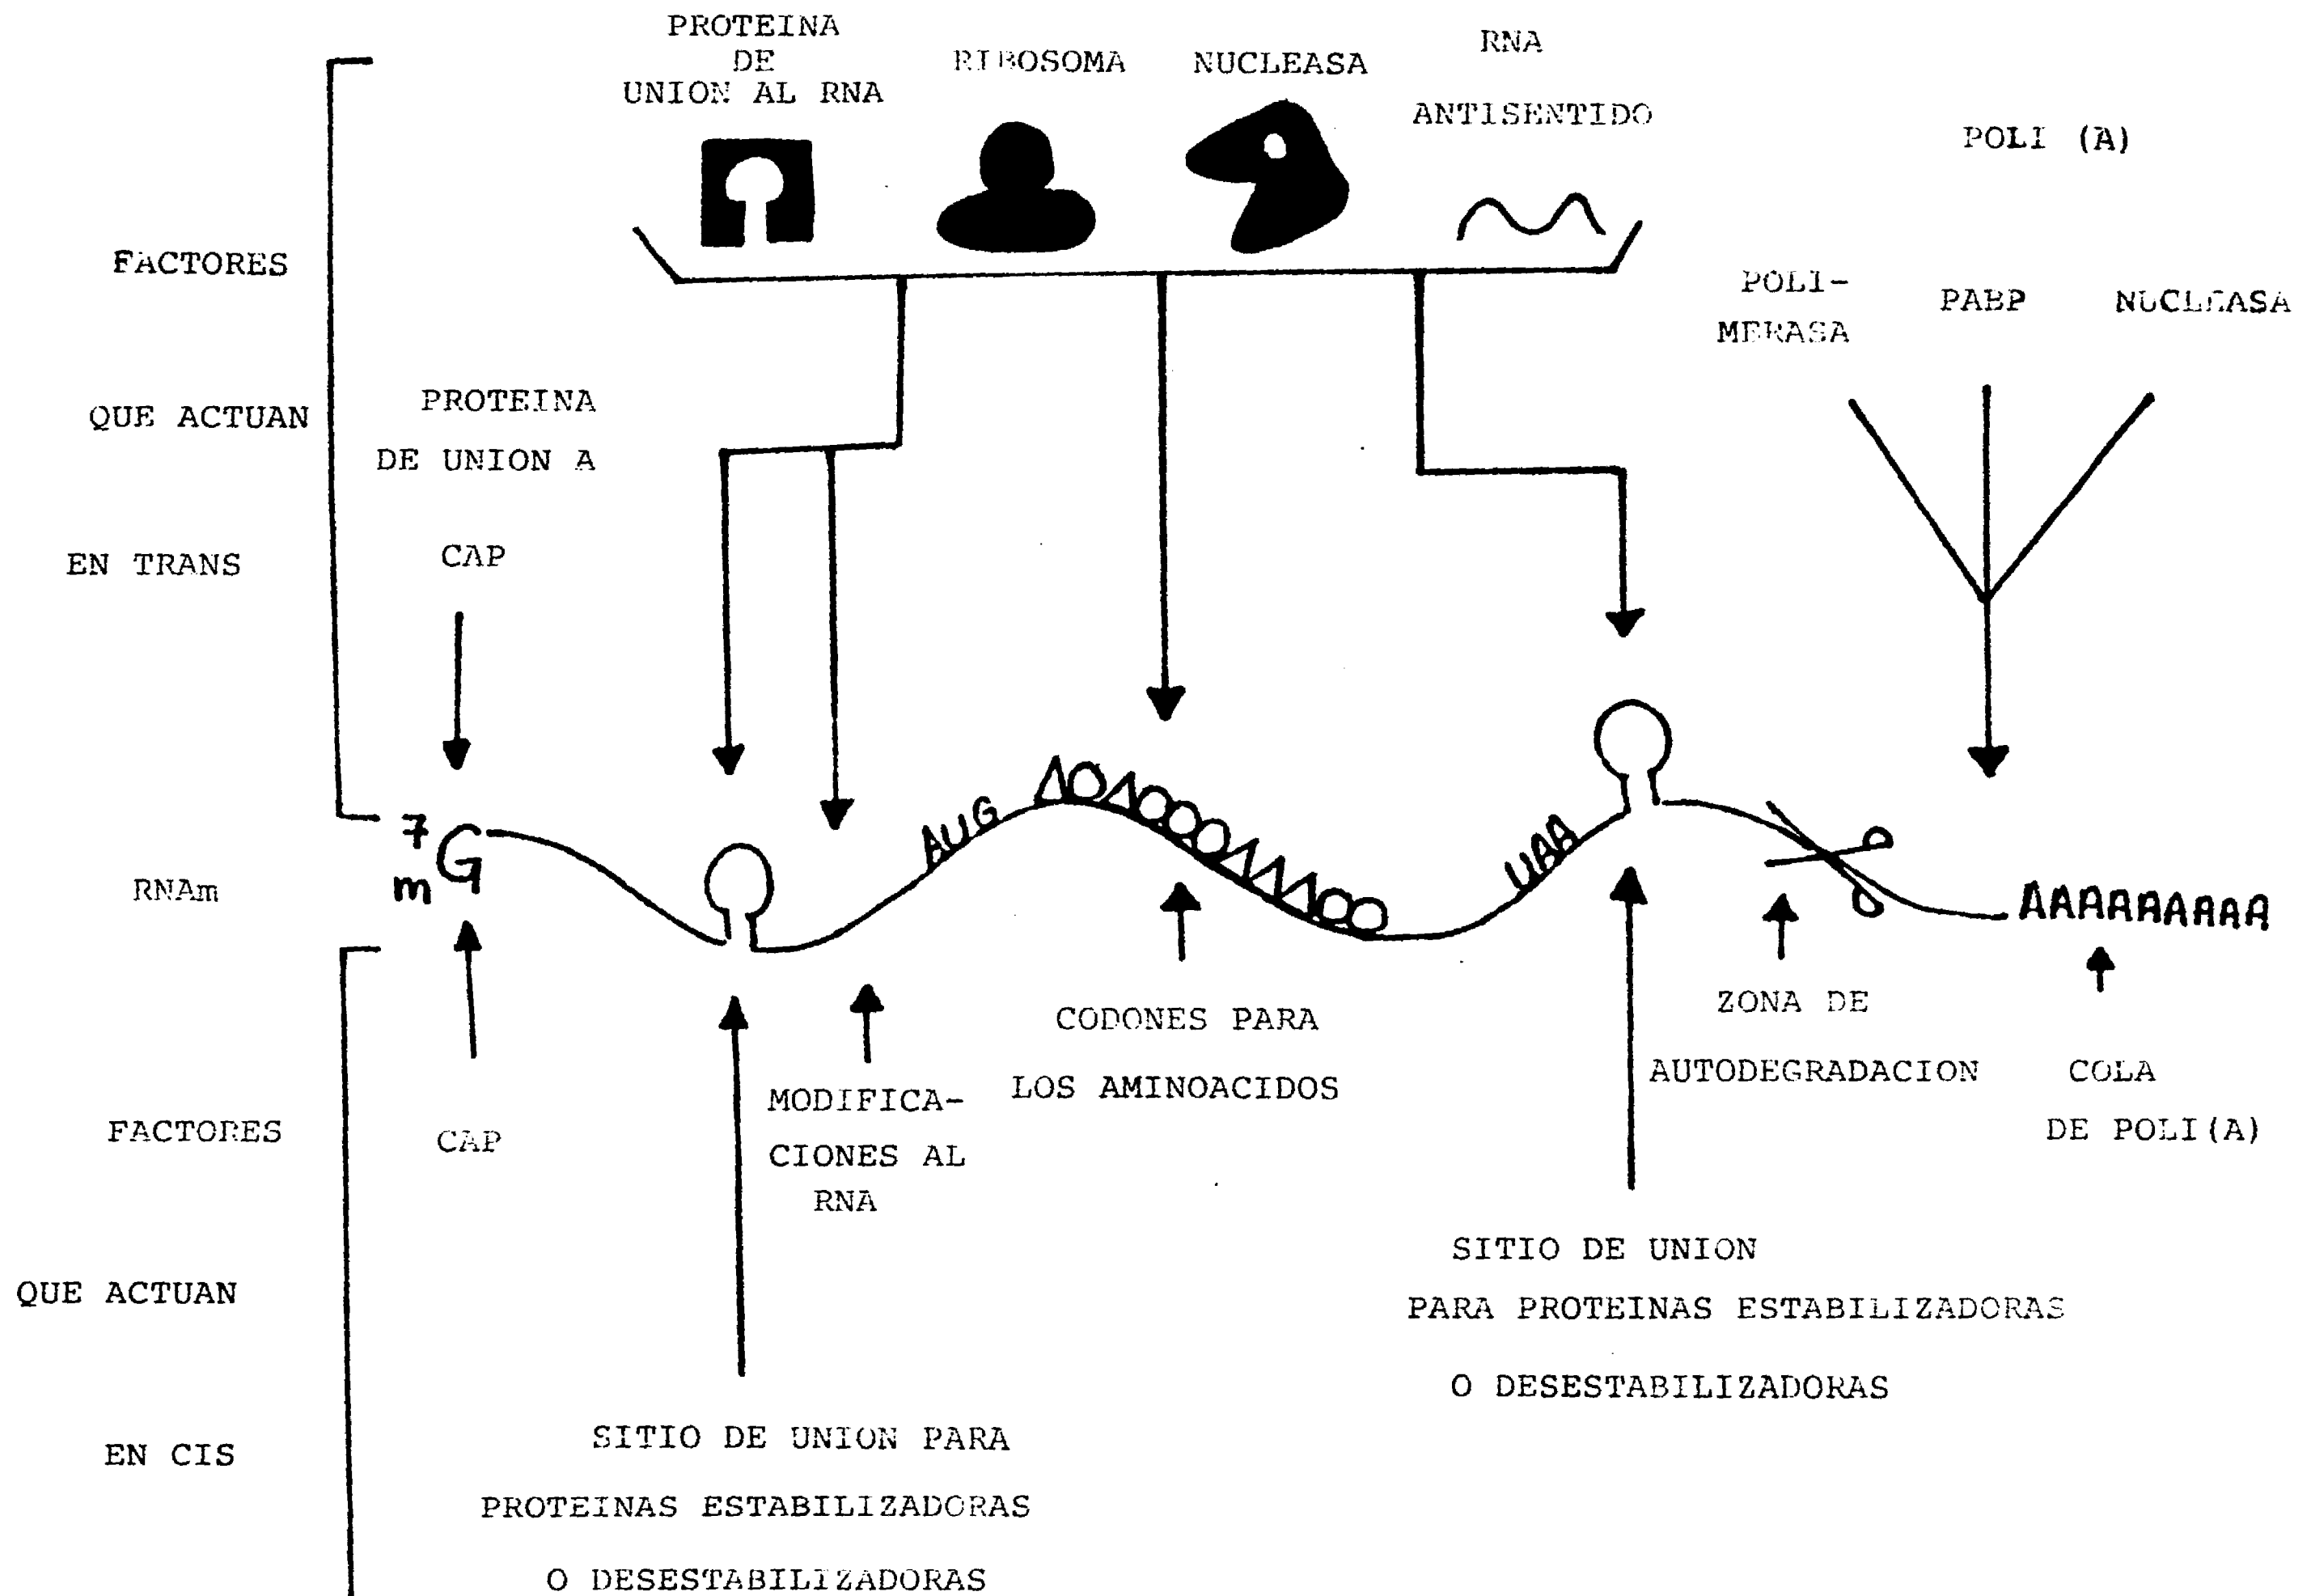 PROTEINA
DE
UNION AL RNA
RIBOSOMA
NUCLEASA
RNA
ANTISENTIDO
POLI (A)
POLI-
MERASA
PABP
NUCLEASA
FACTORES
QUE ACTUAN
EN TRANS
PROTEINA
DE UNION A
CAP
RNAm
7
mG
AUG
UAA
AAAAAAAAA
FACTORES
QUE ACTUAN
EN CIS
CAP
MODIFICA-
CIONES AL
RNA
CODONES PARA
LOS AMINOACIDOS
ZONA DE
AUTODEGRADACION
COLA
DE POLI(A)
SITIO DE UNION
PARA PROTEINAS ESTABILIZADORAS
O DESESTABILIZADORAS
SITIO DE UNION PARA
PROTEINAS ESTABILIZADORAS
O DESESTABILIZADORAS